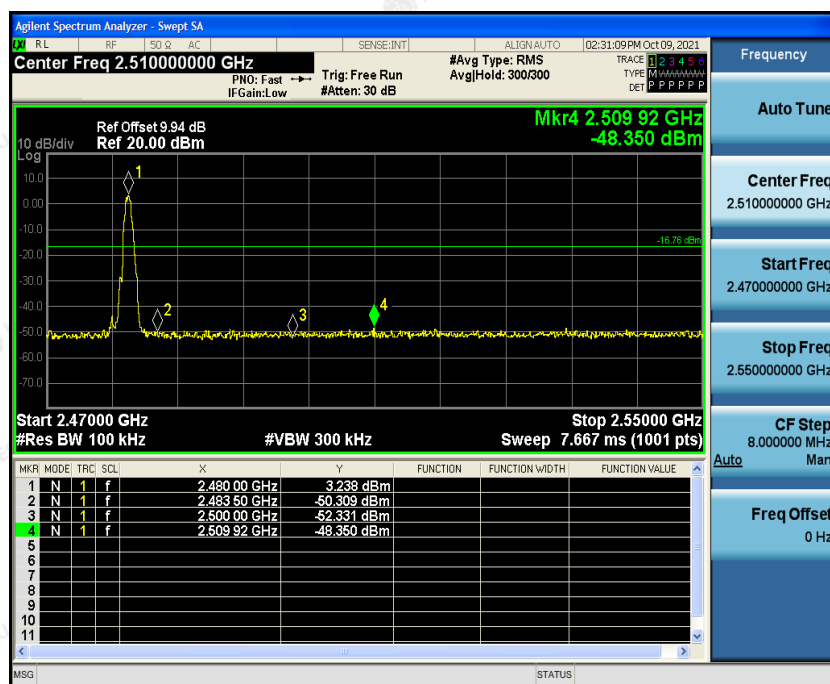 Agilent Spectrum Analyzer - Swept SA
LXI RL RF 50 Ω AC SENSE:INT ALIGN AUTO 02:31:09 PM Oct 09, 2021
Center Freq 2.510000000 GHz
PNO: Fast
IFGain:Low
Trig: Free Run
#Atten: 30 dB
#Avg Type: RMS
Avg|Hold: 300/300
TRACE 1 2 3 4 5 6
TYPE M WWWWW
DET P P P P P P
Mkr4 2.509 92 GHz
-48.350 dBm
Ref Offset 9.94 dB
10 dB/div Ref 20.00 dBm
Log
10.0
0.00
-10.0
-20.0
-30.0
-40.0
-50.0
-60.0
-70.0
1
2
3
4
-16.76 dBm
Start 2.47000 GHz Stop 2.55000 GHz
#Res BW 100 kHz #VBW 300 kHz Sweep 7.667 ms (1001 pts)
MKR MODE TRC SCL X Y FUNCTION FUNCTION WIDTH FUNCTION VALUE
1 N 1 f 2.480 00 GHz 3.238 dBm
2 N 1 f 2.483 50 GHz -50.309 dBm
3 N 1 f 2.500 00 GHz -52.331 dBm
4 N 1 f 2.509 92 GHz -48.350 dBm
5
6
7
8
9
10
11
MSG STATUS
Frequency
Auto Tune
Center Freq
2.510000000 GHz
Start Freq
2.470000000 GHz
Stop Freq
2.550000000 GHz
CF Step
8.000000 MHz
Auto Man
Freq Offset
0 Hz